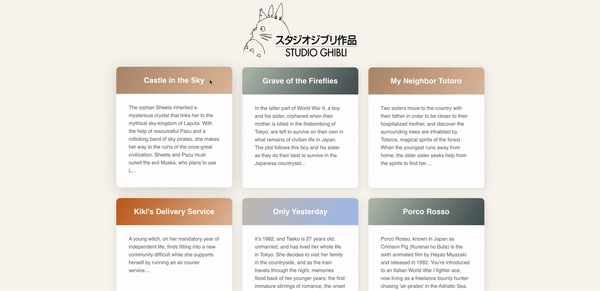 スタジオジブリ作品
STUDIO GHIBLI
Castle in the Sky
The orphan Sheeta inherited a
mysterious crystal that links her to the
mythical sky-kingdom of Laputa. With
the help of resourceful Pazu and a
rollicking band of sky pirates, she makes
her way to the ruins of the once-great
civilization. Sheeta and Pazu must
outwit the evil Muska, who plans to use
L...
Grave of the Fireflies
In the latter part of World War II, a boy
and his sister, orphaned when their
mother is killed in the firebombing of
Tokyo, are left to survive on their own in
what remains of civilian life in Japan.
The plot follows this boy and his sister
as they do their best to survive in the
Japanese countrysid...
My Neighbor Totoro
Two sisters move to the country with
their father in order to be closer to their
hospitalized mother, and discover the
surrounding trees are inhabited by
Totoros, magical spirits of the forest.
When the youngest runs away from
home, the older sister seeks help from
the spirits to find her....
Kiki's Delivery Service
A young witch, on her mandatory year of
independent life, finds fitting into a new
community difficult while she supports
herself by running an air courier
service....
Only Yesterday
It's 1982, and Taeko is 27 years old,
unmarried, and has lived her whole life
in Tokyo. She decides to visit her family
in the countryside, and as the train
travels through the night, memories
flood back of her younger years: the first
immature stirrings of romance, the onset
Porco Rosso
Porco Rosso, known in Japan as
Crimson Pig (Kurenai no Buta) is the
sixth animated film by Hayao Miyazaki
and released in 1992. You're introduced
to an Italian World War I fighter ace,
now living as a freelance bounty hunter
chasing 'air pirates' in the Adriatic Sea.